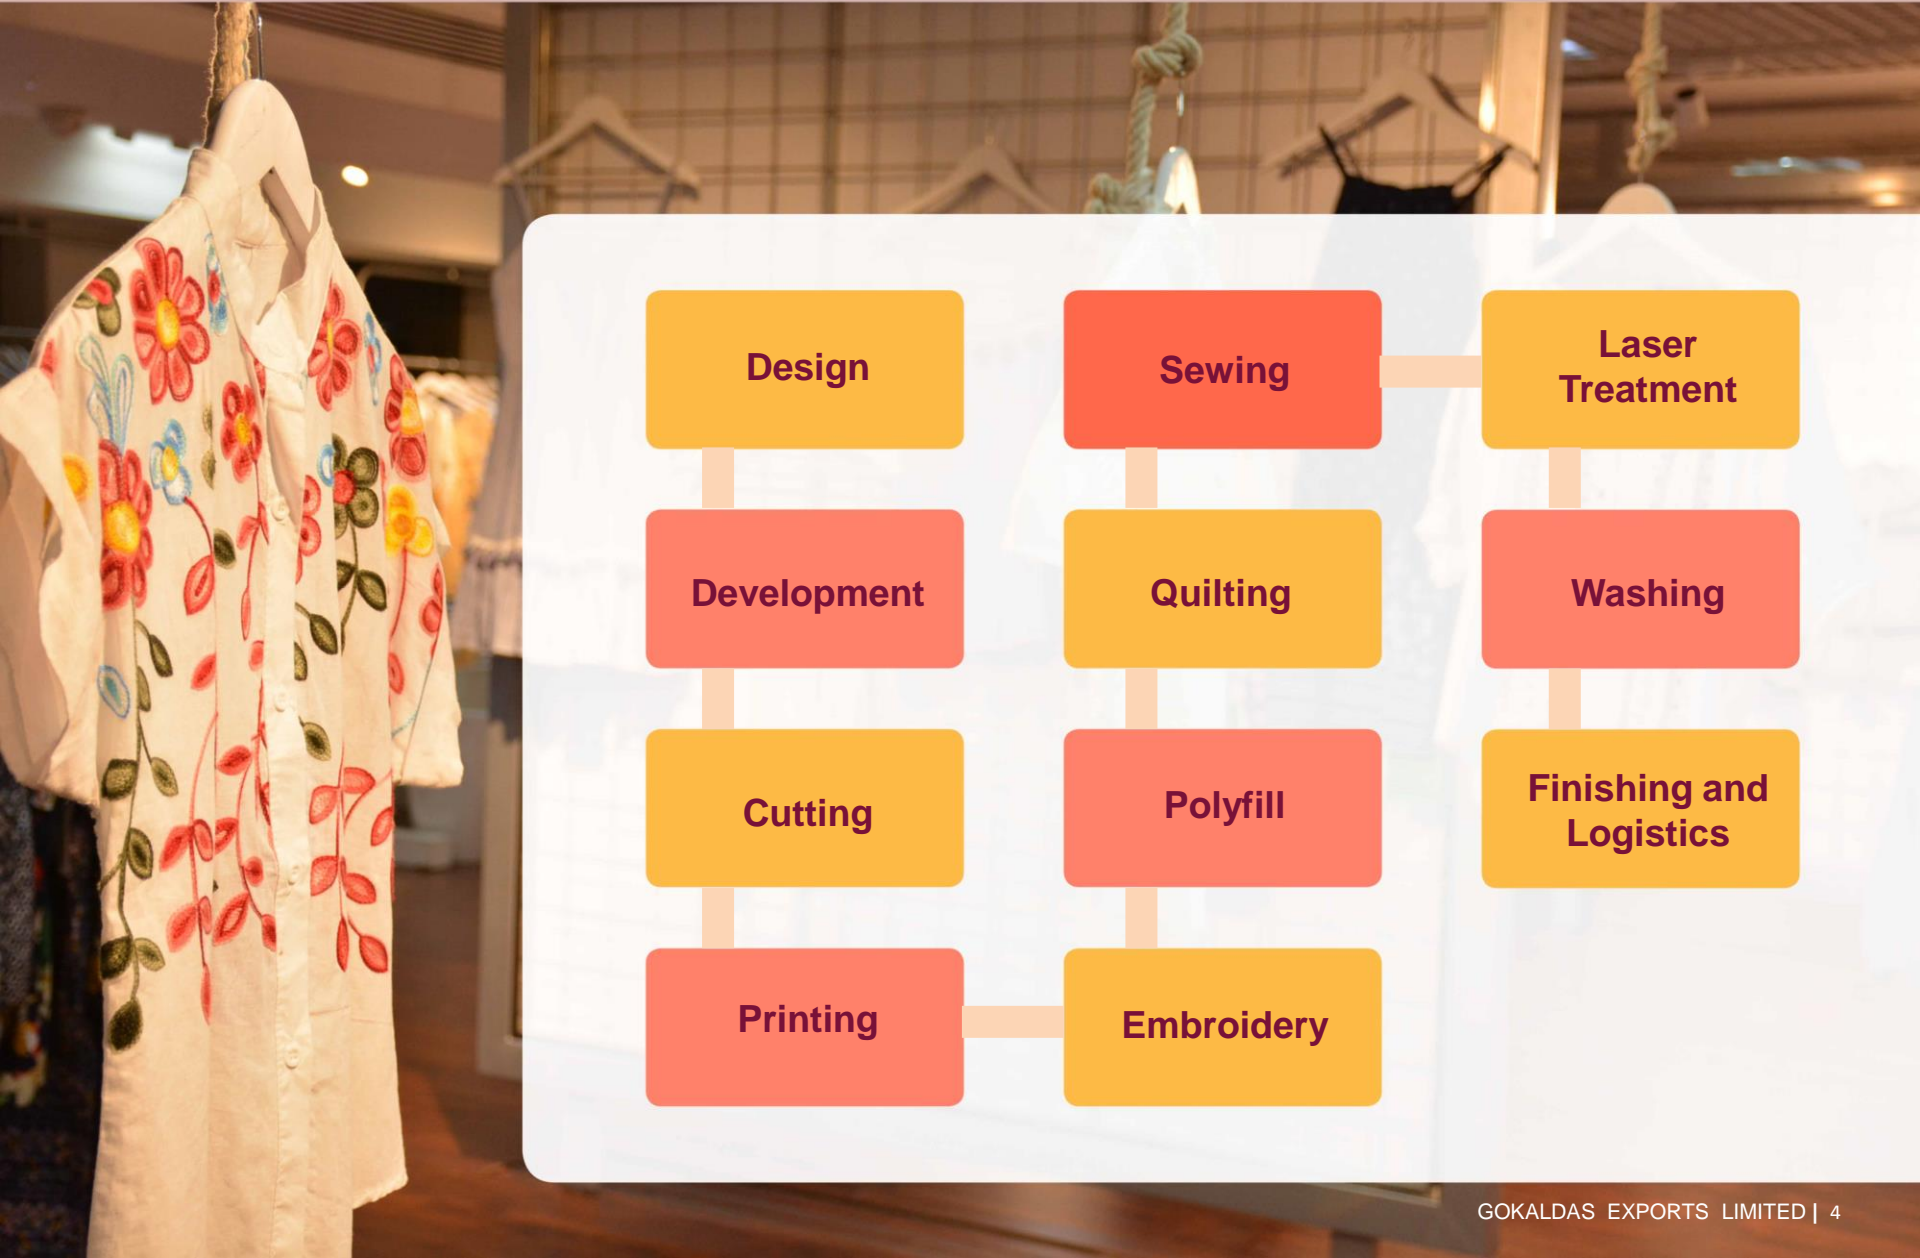 Design
Development
Cutting
Printing
Embroidery
Polyfill
Quilting
Sewing
Laser
Treatment
Washing
Finishing and
Logistics
GOKALDAS EXPORTS LIMITED | 4